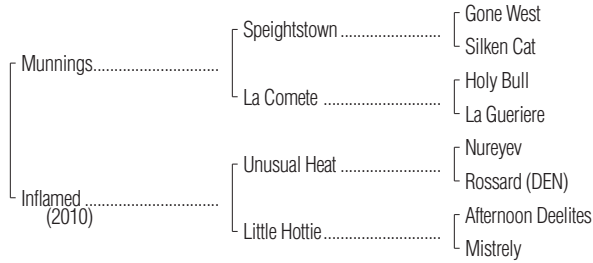 Gone West
Speightstown
Silken Cat
Munnings
Holy Bull
La Comete
La Gueriere
Nureyev
Unusual Heat
Rossard (DEN)
Inflamed
(2010)
Afternoon Deelites
Little Hottie
Mistrely